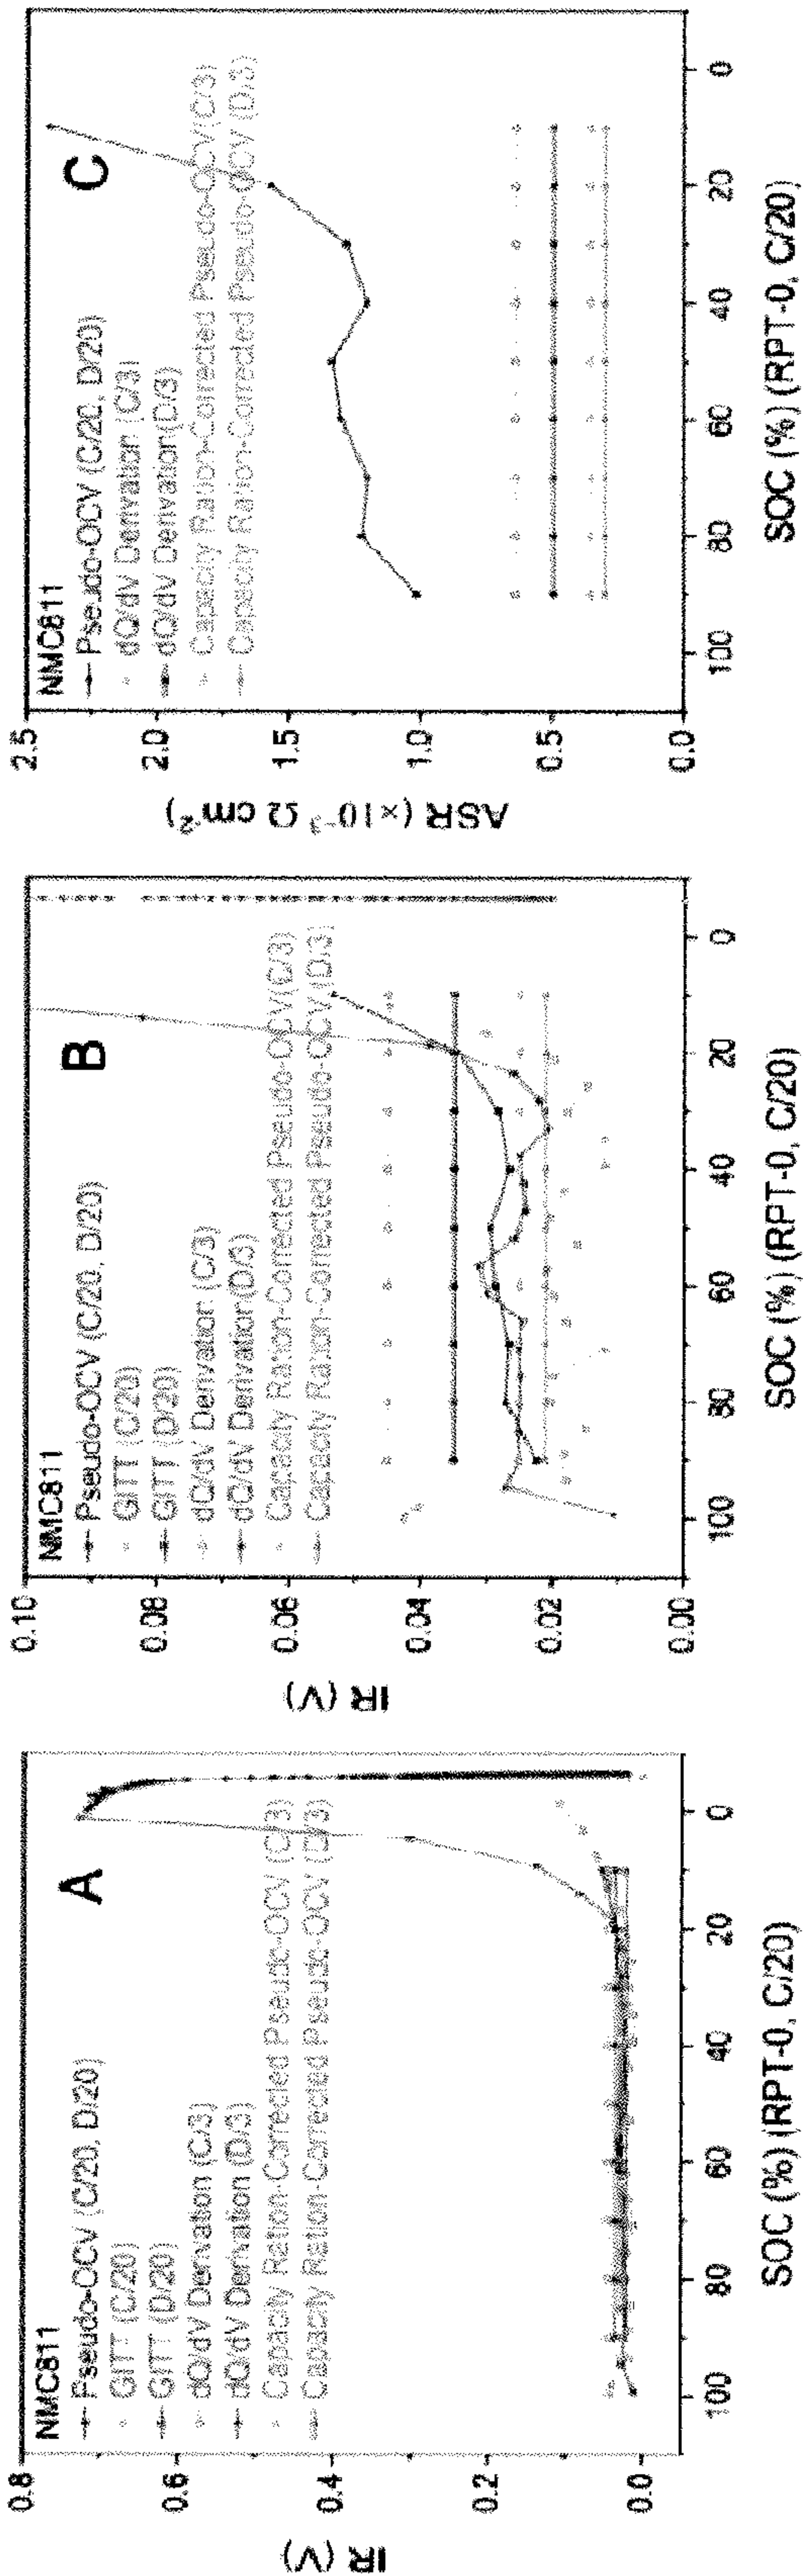 A
NMC811
Pseudo-OCV (C/20, D/20)
GITT (C/20)
GITT (D/20)
dQ/dV Derivation (C/3)
dQ/dV Derivation (D/3)
Capacity Ration-Corrected Pseudo-OCV (C/3)
Capacity Ration-Corrected Pseudo-OCV (D/3)
IR (V)
0.8
0.6
0.4
0.2
0.0
100 80 60 40 20 0
SOC (%) (RPT-0, C/20)
B
NMC811
Pseudo-OCV (C/20, D/20)
GITT (C/20)
GITT (D/20)
dQ/dV Derivation (C/3)
dQ/dV Derivation(D/3)
Capacity Ration-Corrected Pseudo-OCV(C/3)
Capacity Ration-Corrected Pseudo-OCV (D/3)
IR (V)
0.10
0.08
0.06
0.04
0.02
0.00
100 80 60 40 20 0
SOC (%) (RPT-0, C/20)
C
NMC811
Pseudo-OCV (C/20, D/20)
dQ/dV Derivation (C/3)
dQ/dV Derivation(D/3)
Capacity Ration-Corrected Pseudo-OCV(C/3)
Capacity Ration-Corrected Pseudo-OCV (D/3)
ASR (×10⁻³ Ω cm⁻²)
2.5
2.0
1.5
1.0
0.5
0.0
100 80 60 40 20 0
SOC (%) (RPT-0, C/20)